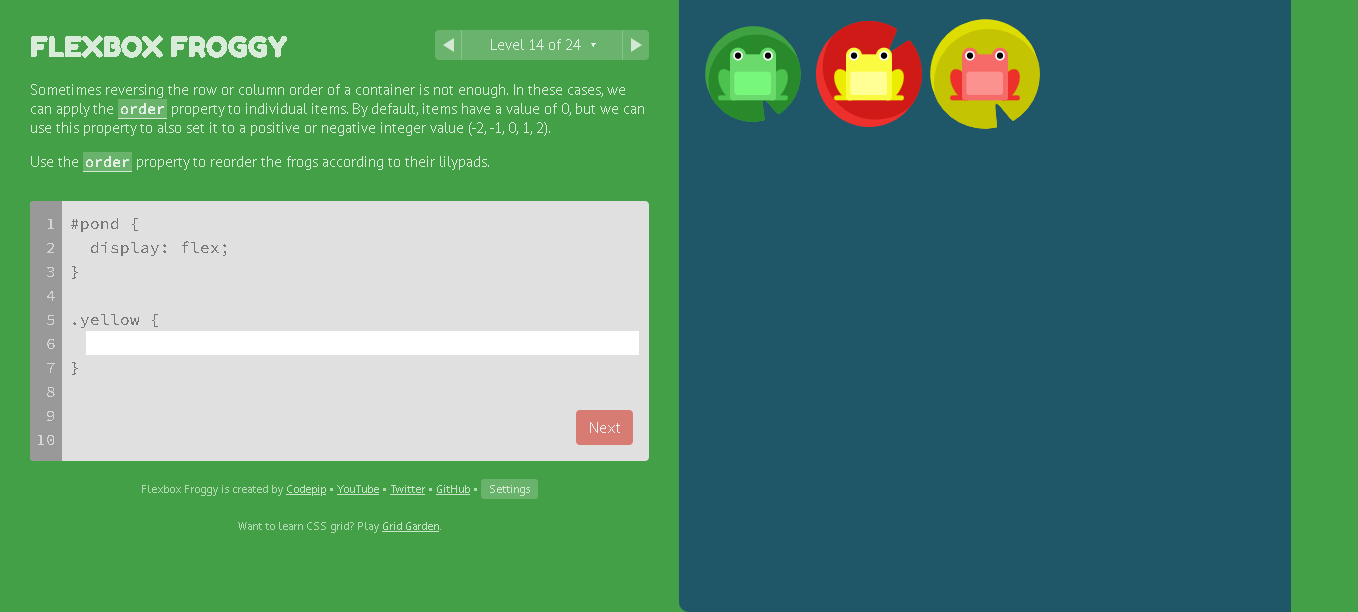 FLEXBOX FROGGY
◀ Level 14 of 24 ▾ ▶
Sometimes reversing the row or column order of a container is not enough. In these cases, we
can apply the order property to individual items. By default, items have a value of 0, but we can
use this property to also set it to a positive or negative integer value (-2, -1, 0, 1, 2).
Use the order property to reorder the frogs according to their lilypads.
1 #pond {
2   display: flex;
3 }
4
5 .yellow {
6
7 }
8
9
10
Next
Flexbox Froggy is created by Codepip • YouTube • Twitter • GitHub • Settings
Want to learn CSS grid? Play Grid Garden.